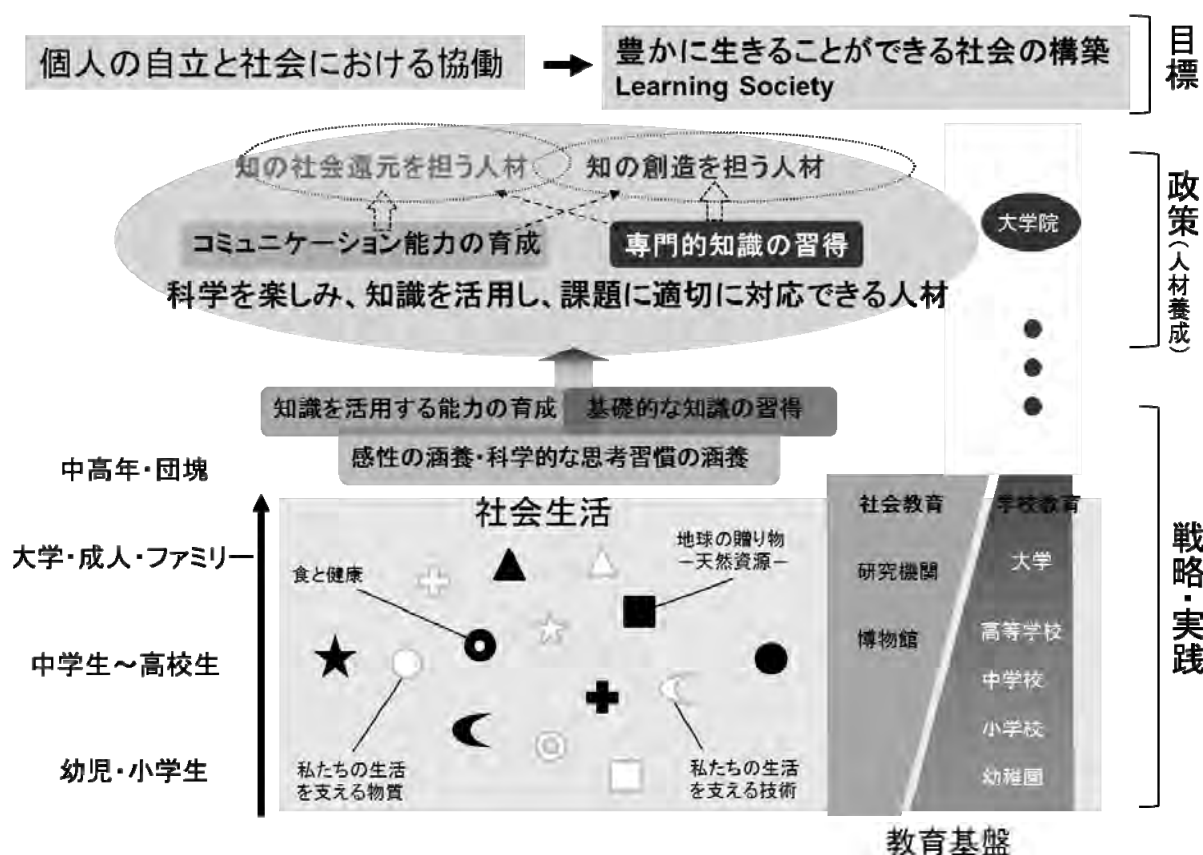 個人の自立と社会における協働
豊かに生きることができる社会の構築
Learning Society
目標
知の社会還元を担う人材
知の創造を担う人材
コミュニケーション能力の育成
専門的知識の習得
科学を楽しみ、知識を活用し、課題に適切に対応できる人材
大学院
政策(人材養成)
知識を活用する能力の育成
基礎的な知識の習得
感性の涵養・科学的な思考習慣の涵養
中高年・団塊
大学・成人・ファミリー
中学生～高校生
幼児・小学生
社会生活
食と健康
地球の贈り物
－天然資源－
私たちの生活
を支える物質
私たちの生活
を支える技術
社会教育
研究機関
博物館
学校教育
大学
高等学校
中学校
小学校
幼稚園
戦略・実践
教育基盤